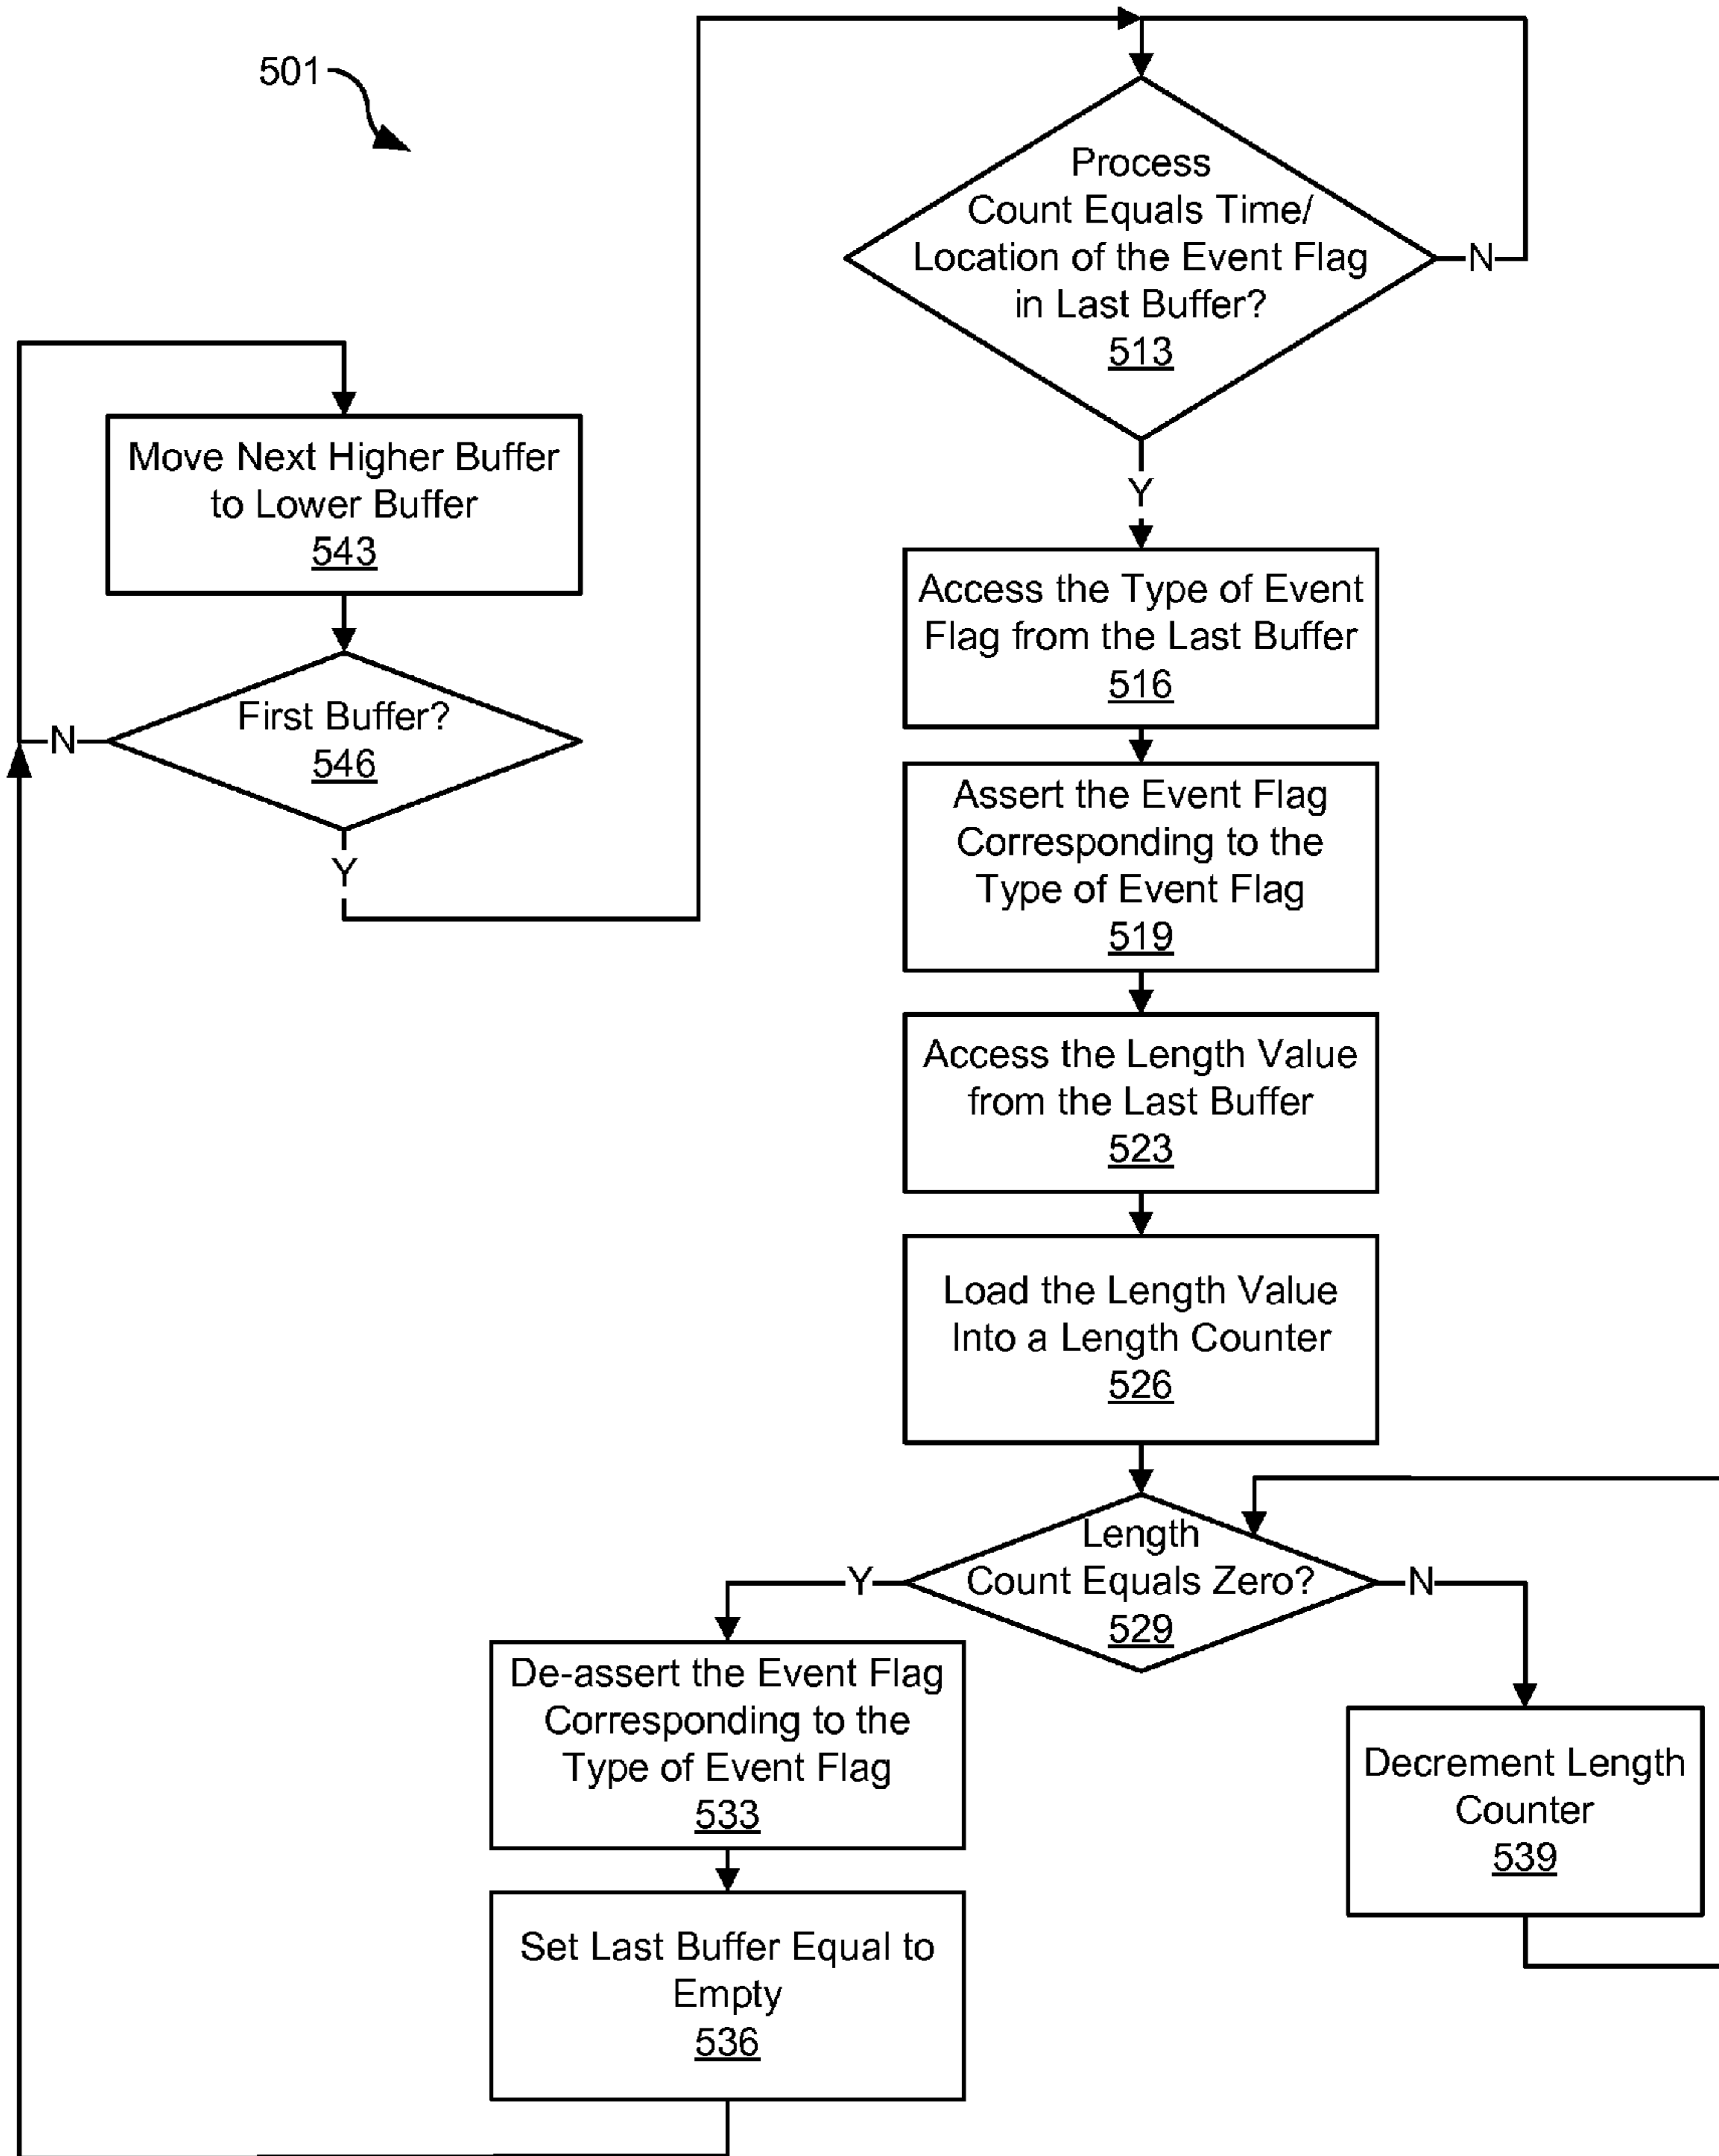 501
Process
Count Equals Time/
Location of the Event Flag
in Last Buffer?
513
N
Y
Move Next Higher Buffer
to Lower Buffer
543
First Buffer?
546
N
Y
Access the Type of Event
Flag from the Last Buffer
516
Assert the Event Flag
Corresponding to the
Type of Event Flag
519
Access the Length Value
from the Last Buffer
523
Load the Length Value
Into a Length Counter
526
Length
Count Equals Zero?
529
Y
N
De-assert the Event Flag
Corresponding to the
Type of Event Flag
533
Decrement Length
Counter
539
Set Last Buffer Equal to
Empty
536